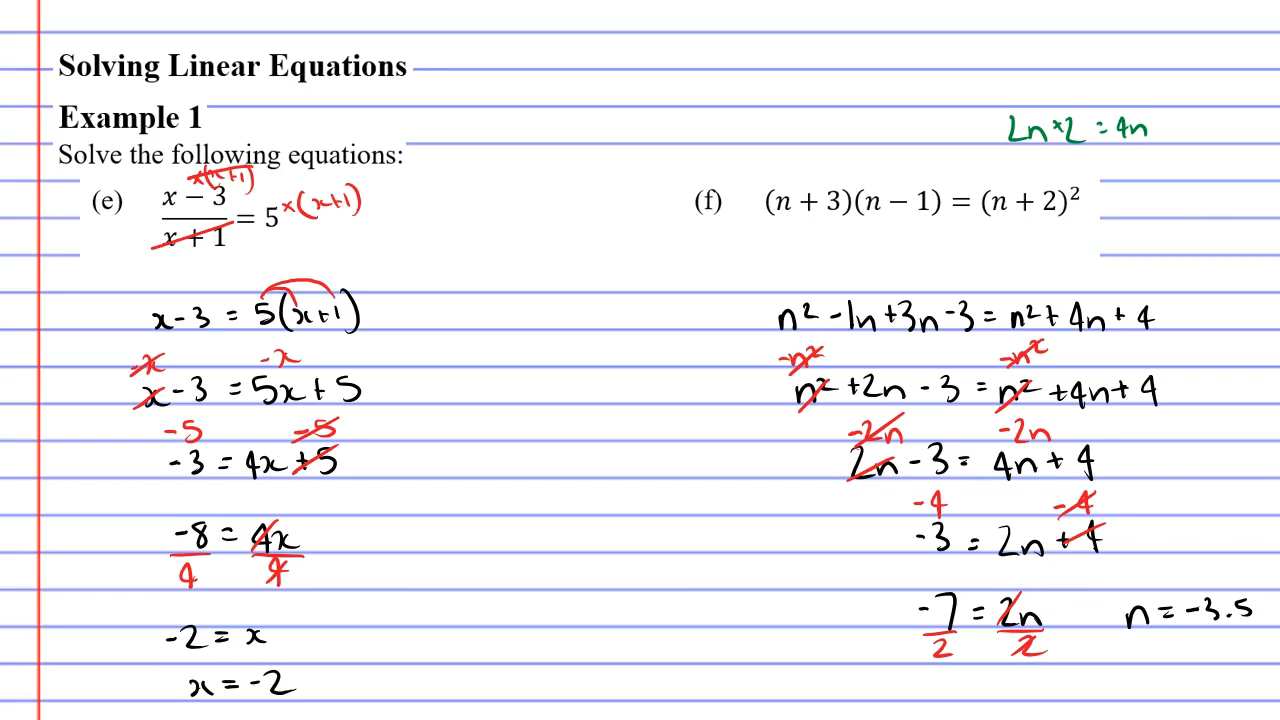 Solving Linear Equations
Example 1
2n × 2 = 4n
Solve the following equations:
(e) x − 3 / x + 1 = 5
×(x+1) ×(x+1)
x - 3 = 5(x+1)
-x -x
x - 3 = 5x + 5
-5 -5
-3 = 4x + 5
-8 = 4x
4 4
-2 = x
x = -2
(f) (n + 3)(n − 1) = (n + 2)²
n² - 1n + 3n - 3 = n² + 4n + 4
-n² -n²
n² + 2n - 3 = n² + 4n + 4
-2n -2n
2n - 3 = 4n + 4
-4 -4
-3 = 2n + 4
-7 = 2n n = -3.5
2 2